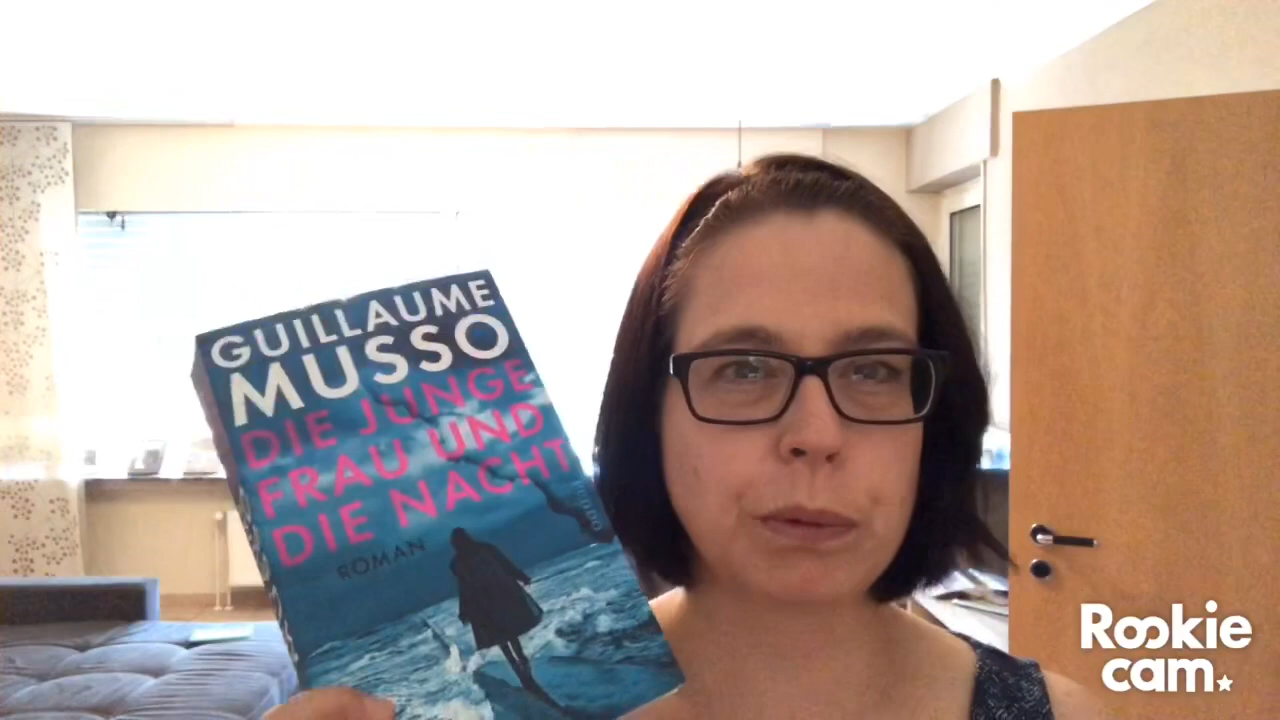 GUILLAUME
MUSSO
DIE JUNGE
FRAU UND
DIE NACHT
ROMAN
Rookie
cam.